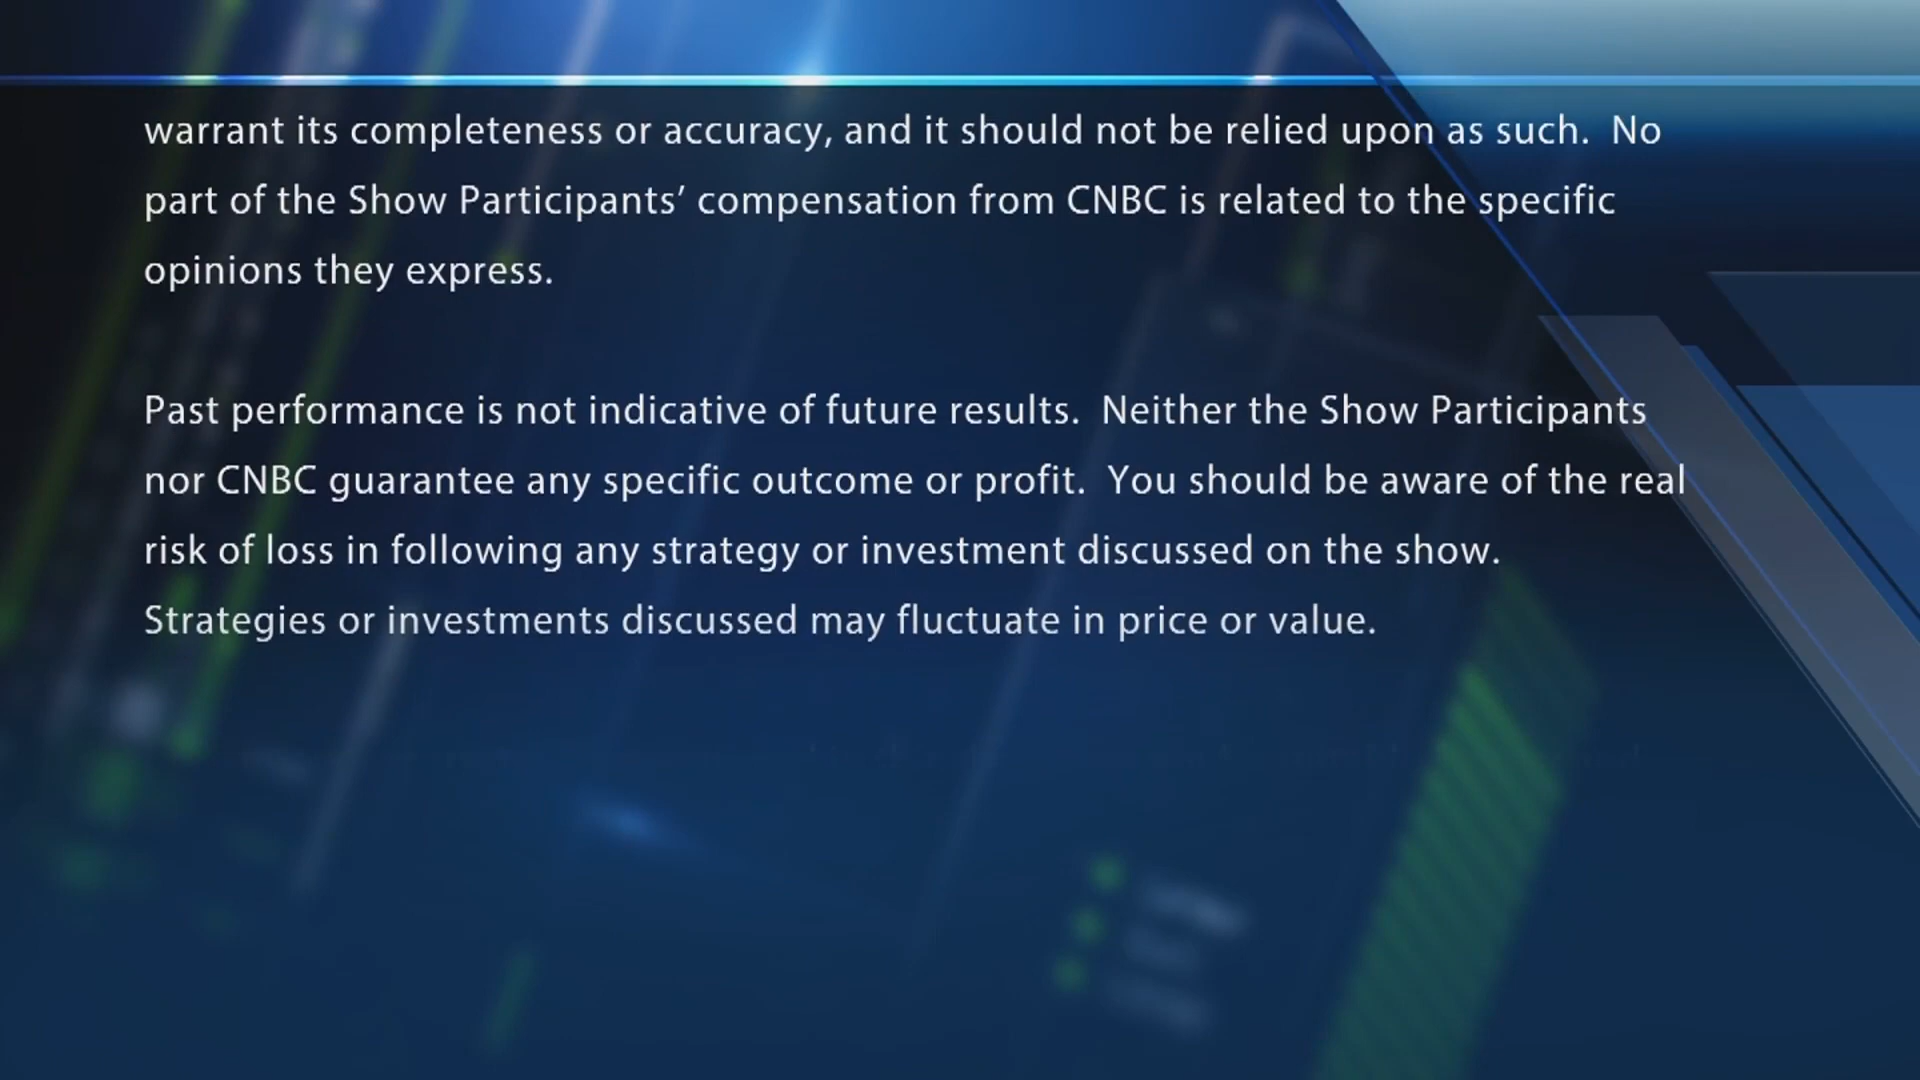 warrant its completeness or accuracy, and it should not be relied upon as such.  No
part of the Show Participants’ compensation from CNBC is related to the specific
opinions they express.
Past performance is not indicative of future results.  Neither the Show Participants
nor CNBC guarantee any specific outcome or profit.  You should be aware of the real
risk of loss in following any strategy or investment discussed on the show.
Strategies or investments discussed may fluctuate in price or value.